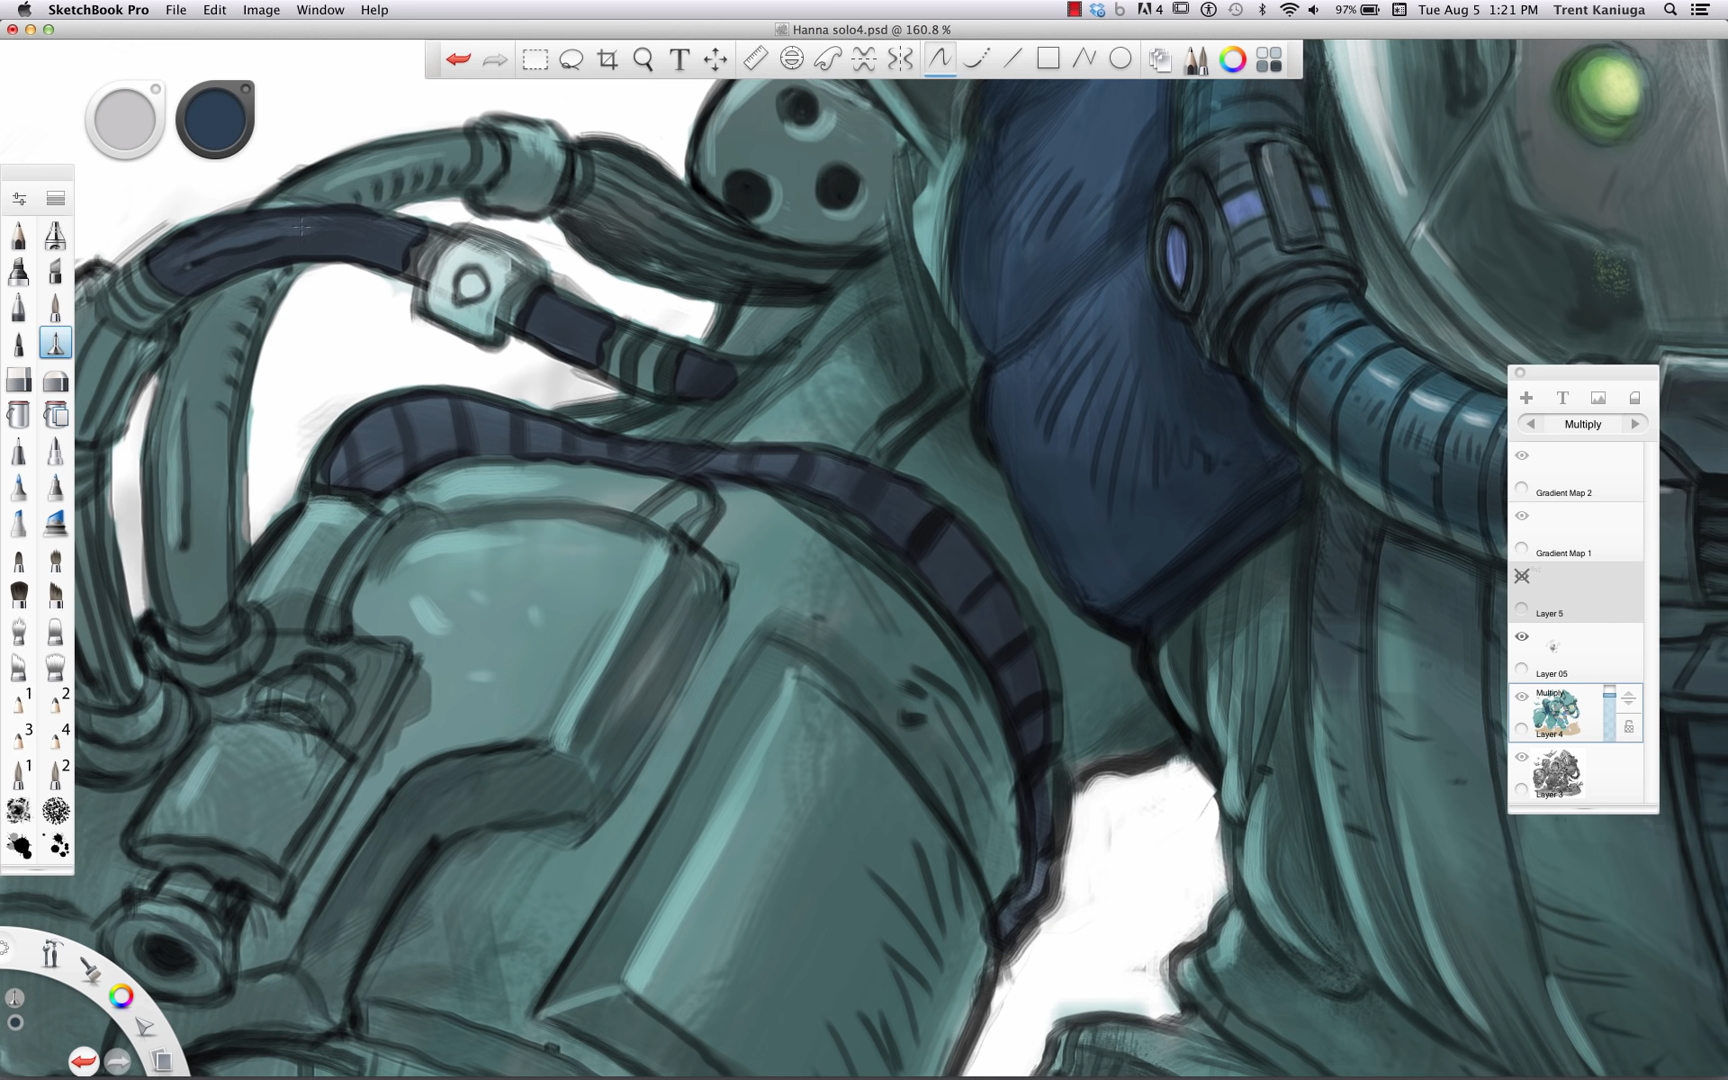 SketchBook Pro File Edit Image Window Help 4 97% Tue Aug 5 1:21 PM Trent Kaniuga
Hanna solo4.psd @ 160.8 %
T
T
Multiply
Gradient Map 2
Gradient Map 1
Layer 5
Layer 05
Multiply
Layer 4
Layer 3
1 2
3 4
1 2